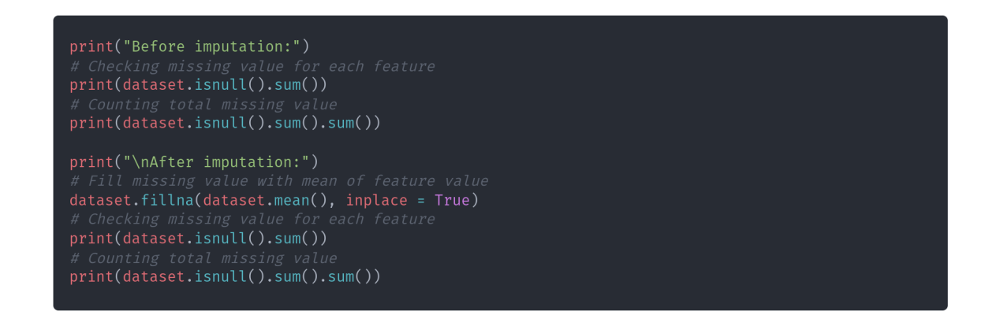 print("Before imputation:")
# Checking missing value for each feature
print(dataset.isnull().sum())
# Counting total missing value
print(dataset.isnull().sum().sum())
print("\nAfter imputation:")
# Fill missing value with mean of feature value
dataset.fillna(dataset.mean(), inplace = True)
# Checking missing value for each feature
print(dataset.isnull().sum())
# Counting total missing value
print(dataset.isnull().sum().sum())